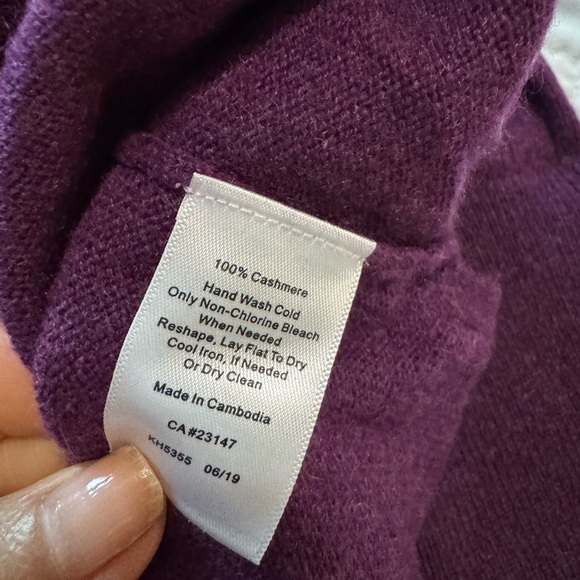 100% Cashmere
Hand Wash Cold
Only Non-Chlorine Bleach
When Needed
Reshape, Lay Flat To Dry
Cool Iron, If Needed
Or Dry Clean
Made In Cambodia
CA#23147
KH5355 06/19